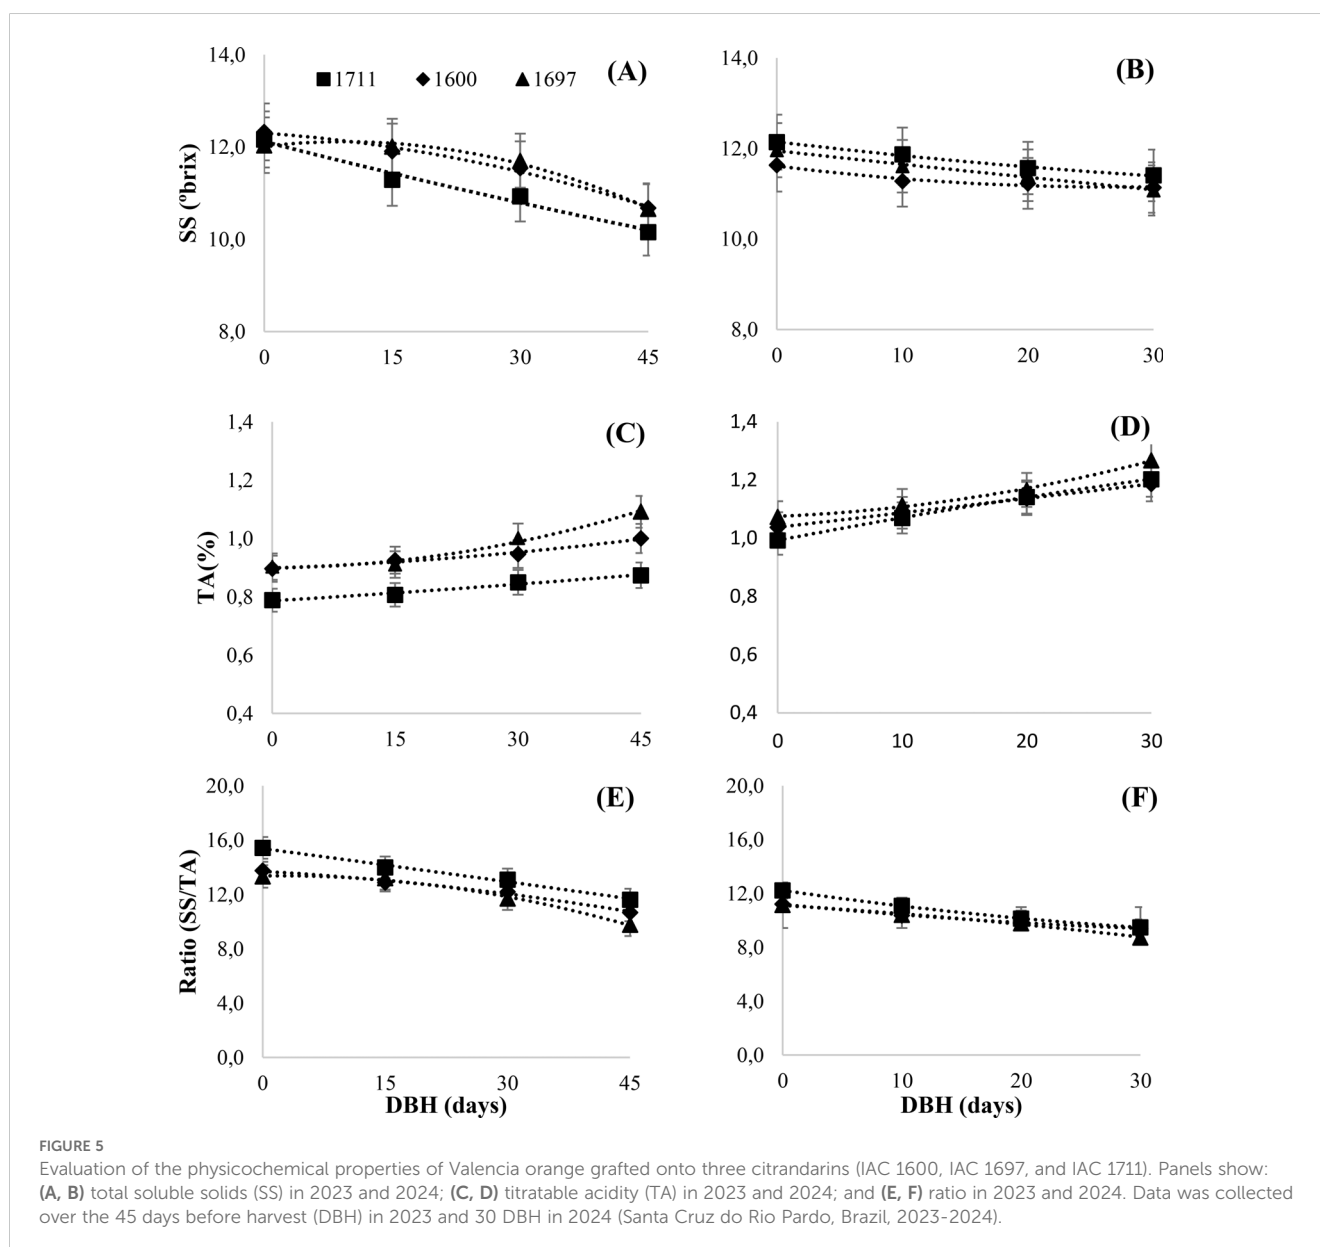 14,0
12,0
10,0
8,0
SS (ºbrix)
1711 1600 1697
(A)
0 15 30 45
14,0
12,0
10,0
8,0
(B)
0 10 20 30
1,4
1,2
1,0
0,8
0,6
0,4
TA(%)
(C)
0 15 30 45
1,4
1,2
1,0
0,8
0,6
0,4
(D)
0 10 20 30
20,0
16,0
12,0
8,0
4,0
0,0
Ratio (SS/TA)
(E)
0 15 30 45
DBH (days)
20,0
16,0
12,0
8,0
4,0
0,0
(F)
0 10 20 30
DBH (days)
FIGURE 5
Evaluation of the physicochemical properties of Valencia orange grafted onto three citrandarins (IAC 1600, IAC 1697, and IAC 1711). Panels show:
(A, B) total soluble solids (SS) in 2023 and 2024; (C, D) titratable acidity (TA) in 2023 and 2024; and (E, F) ratio in 2023 and 2024. Data was collected
over the 45 days before harvest (DBH) in 2023 and 30 DBH in 2024 (Santa Cruz do Rio Pardo, Brazil, 2023-2024).